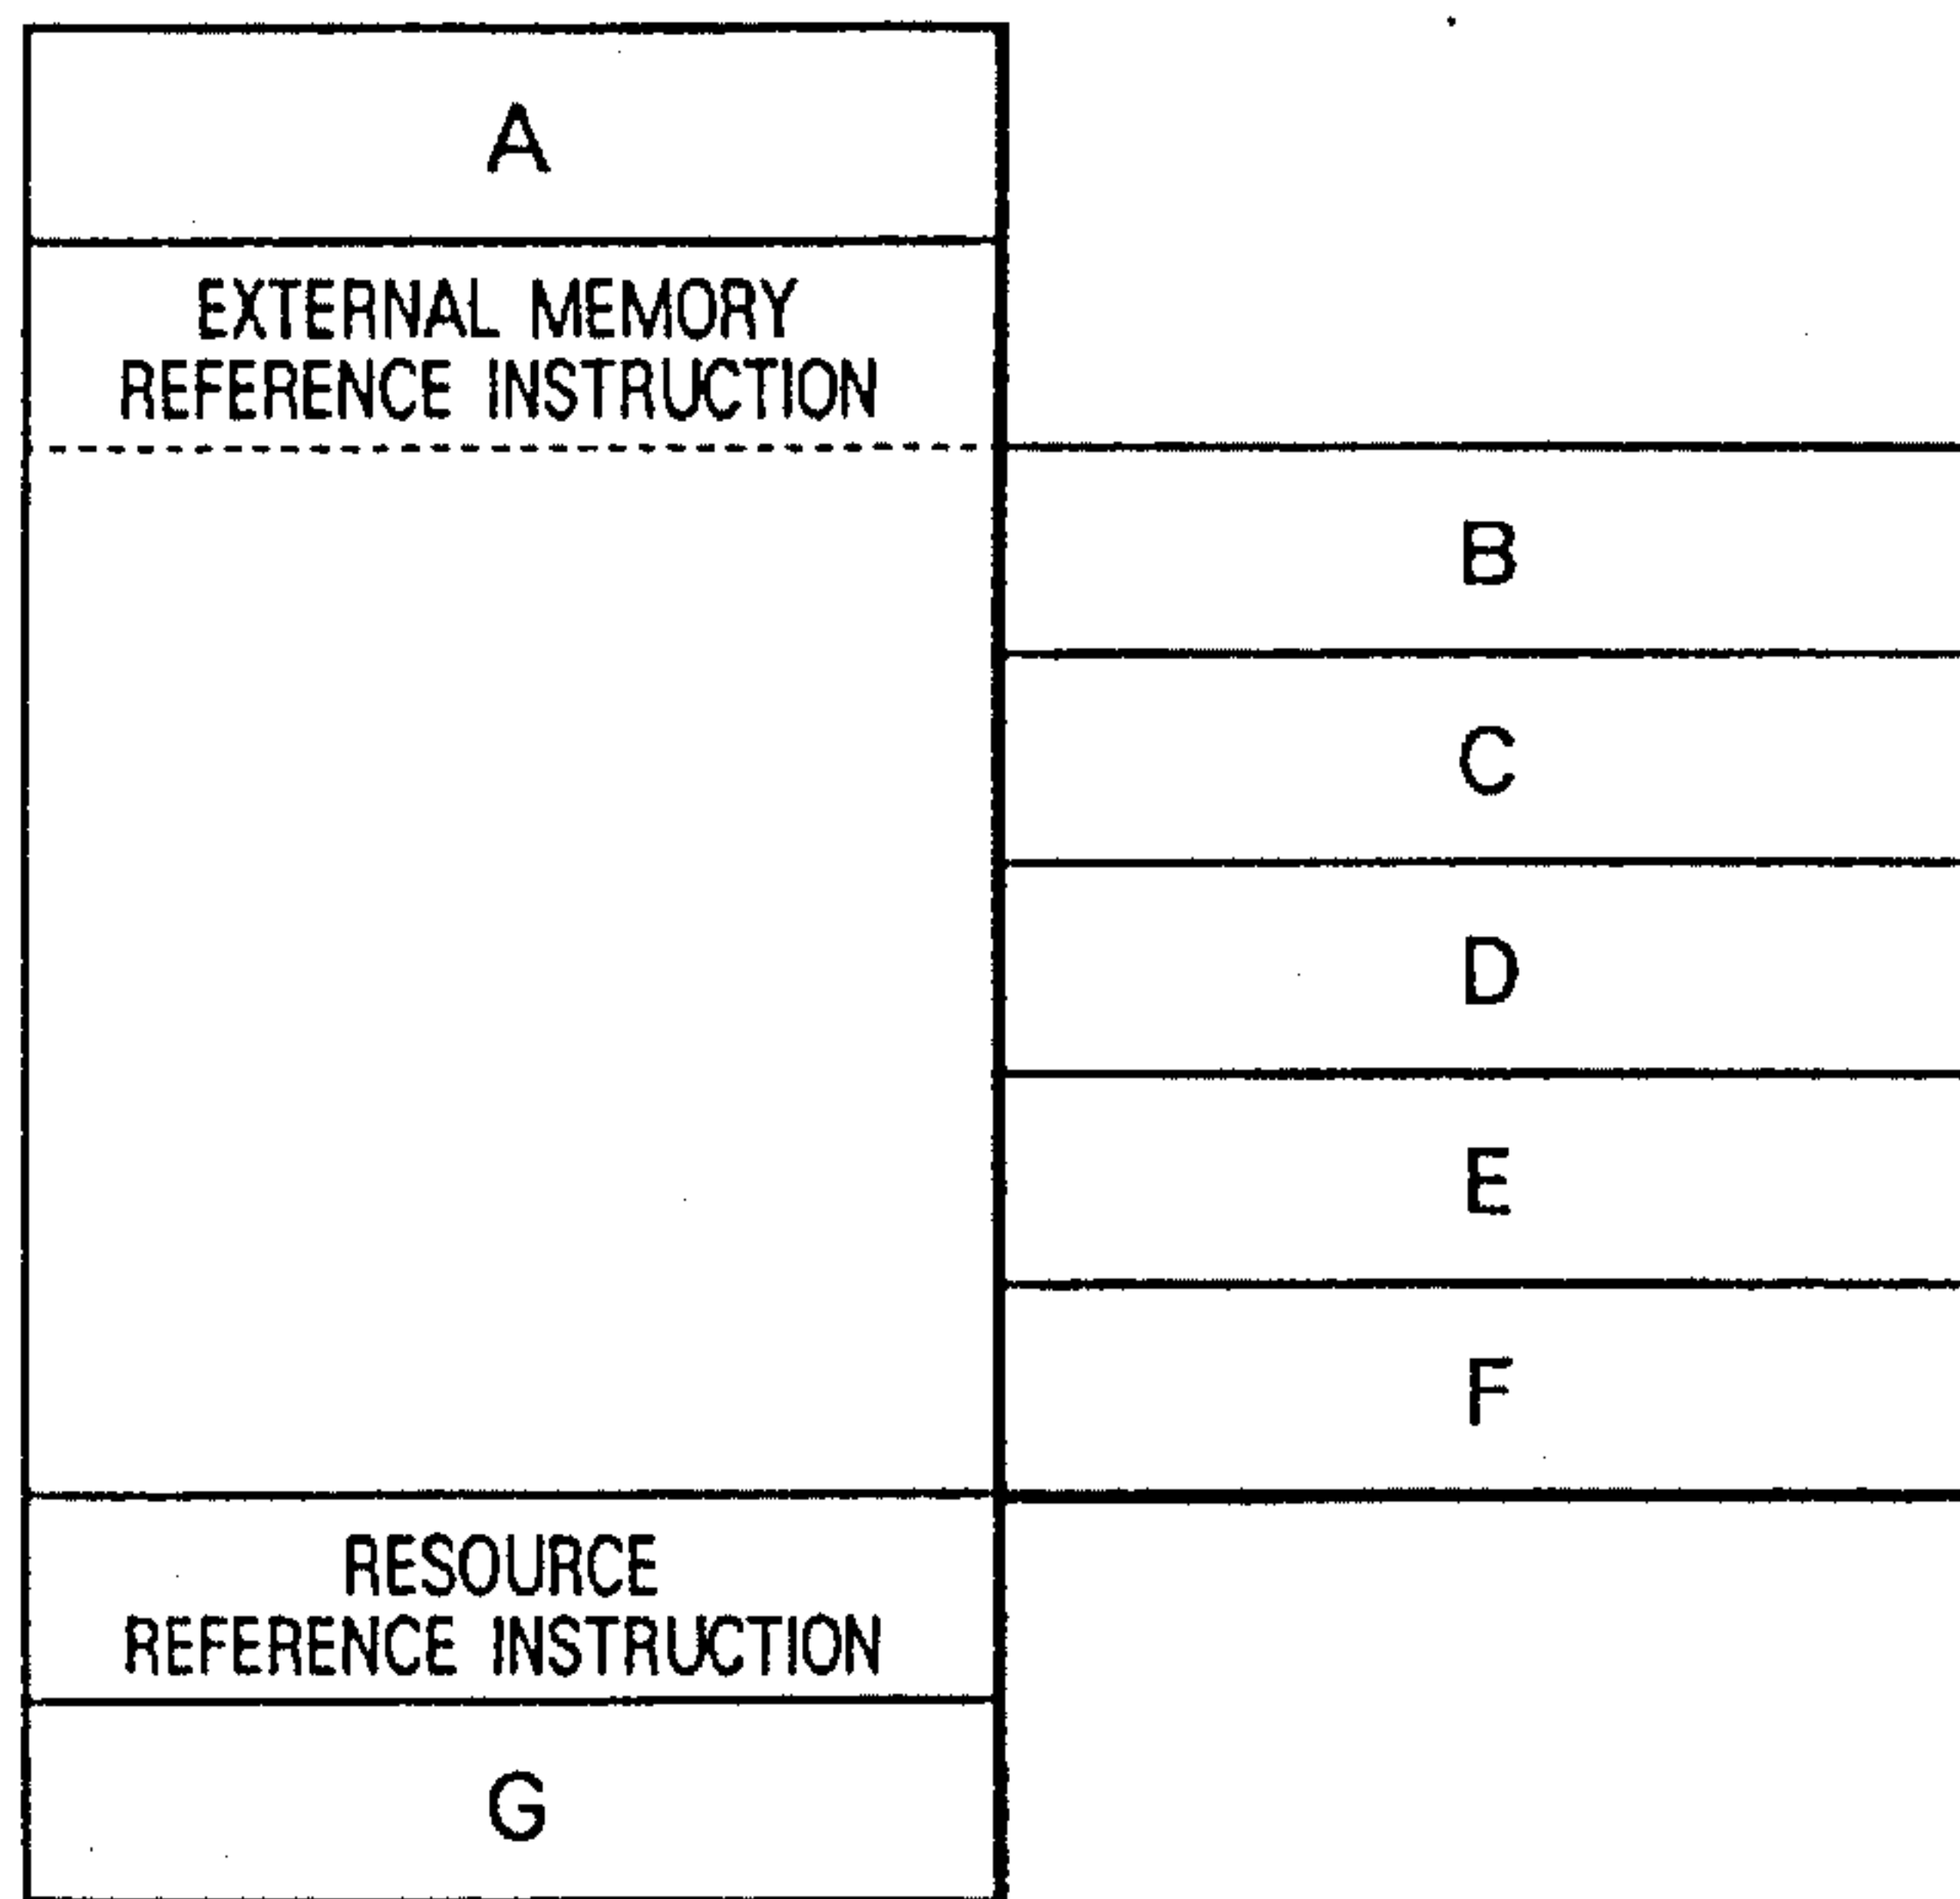 A
EXTERNAL MEMORY
REFERENCE INSTRUCTION
B
C
D
E
F
RESOURCE
REFERENCE INSTRUCTION
G